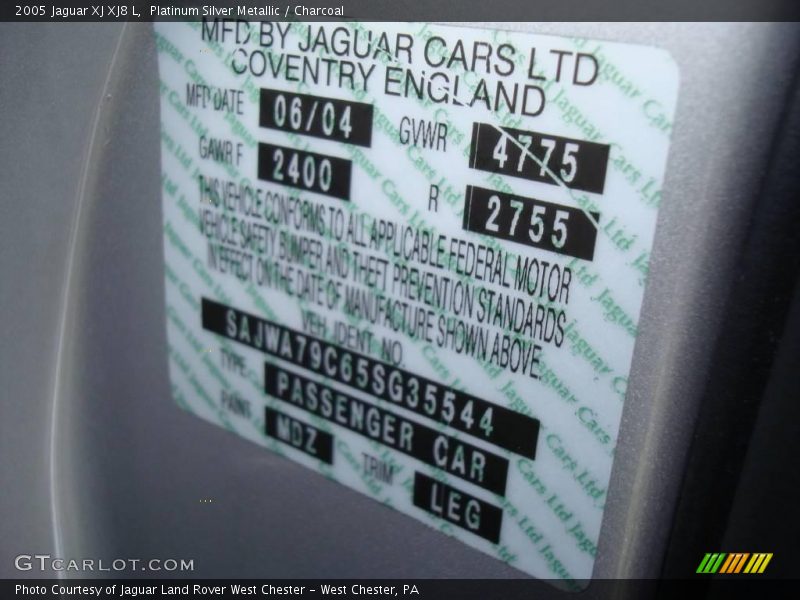 2005 Jaguar XJ XJ8 L, Platinum Silver Metallic / Charcoal
MFD BY JAGUAR CARS LTD
COVENTRY ENGLAND
MFD DATE 06/04 GVWR 4775
GAWR F 2400 R 2755
THIS VEHICLE CONFORMS TO ALL APPLICABLE FEDERAL MOTOR
VEHICLE SAFETY BUMPER AND THEFT PREVENTION STANDARDS
IN EFFECT ON THE DATE OF MANUFACTURE SHOWN ABOVE.
VEH. IDENT. NO.
SAJWA79C65SG35544
TYPE PASSENGER CAR
PAINT MDZ TRIM LEG
GTCARLOT.COM
Photo Courtesy of Jaguar Land Rover West Chester - West Chester, PA